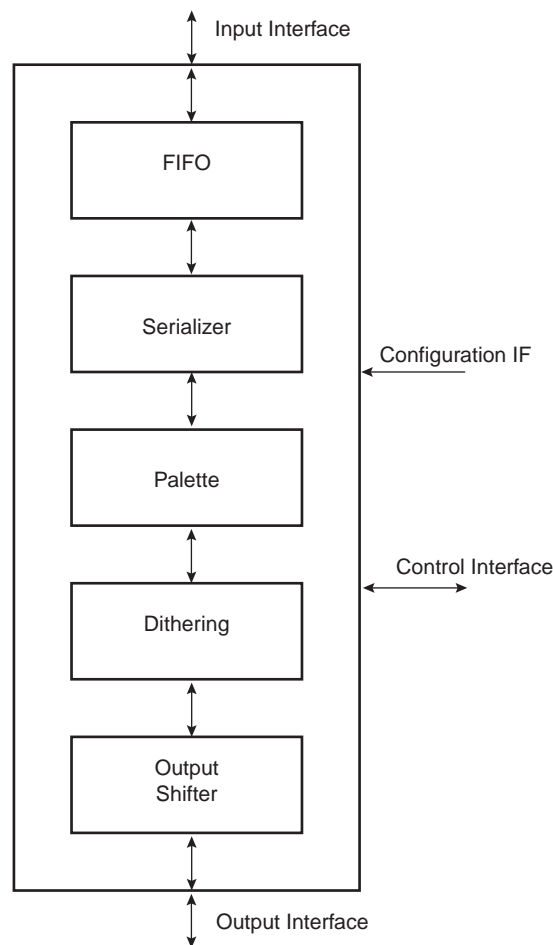 Input Interface
FIFO
Serializer
Configuration IF
Palette
Control Interface
Dithering
Output
Shifter
Output Interface